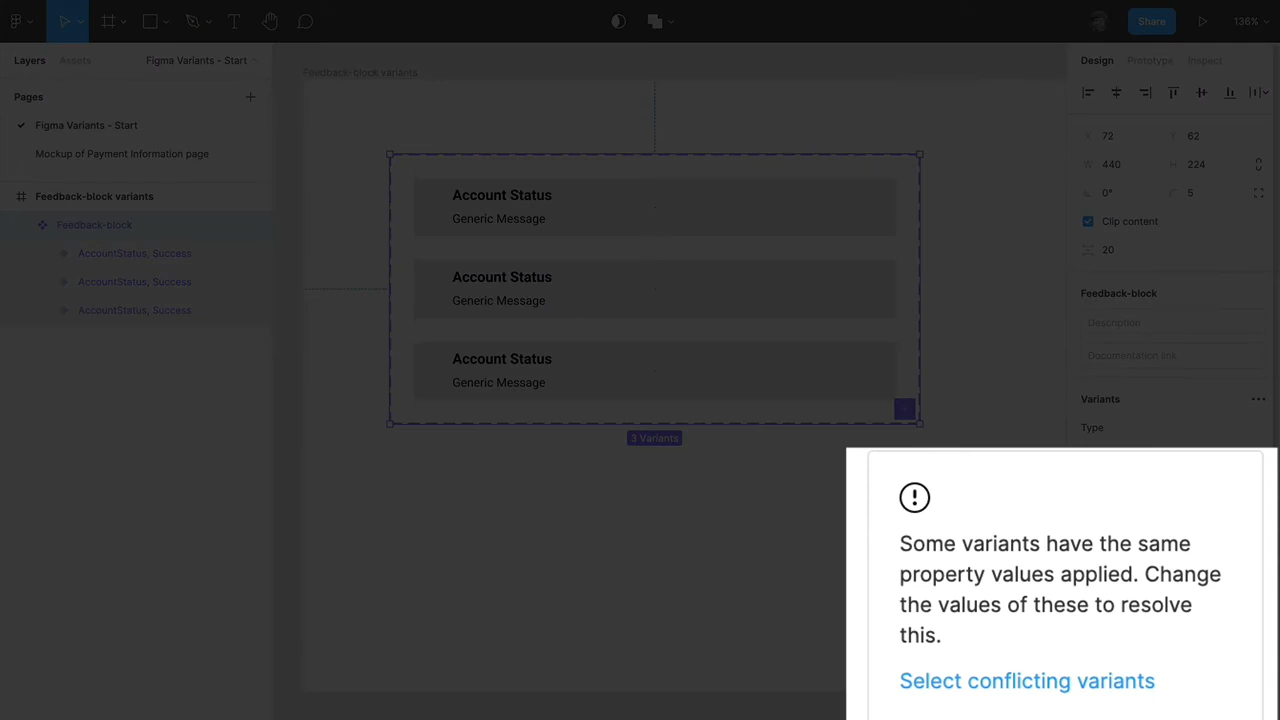 Share
136%
Layers
Assets
Figma Variants - Start
Pages
Figma Variants - Start
Mockup of Payment Information page
Feedback-block variants
Feedback-block
AccountStatus, Success
AccountStatus, Success
AccountStatus, Success
Feedback-block variants
Account Status
Generic Message
Account Status
Generic Message
Account Status
Generic Message
3 Variants
Design
Prototype
Inspect
X 72
Y 62
W 440
H 224
0°
5
Clip content
20
Feedback-block
Description
Documentation link
Variants
Type
Some variants have the same
property values applied. Change
the values of these to resolve
this.
Select conflicting variants